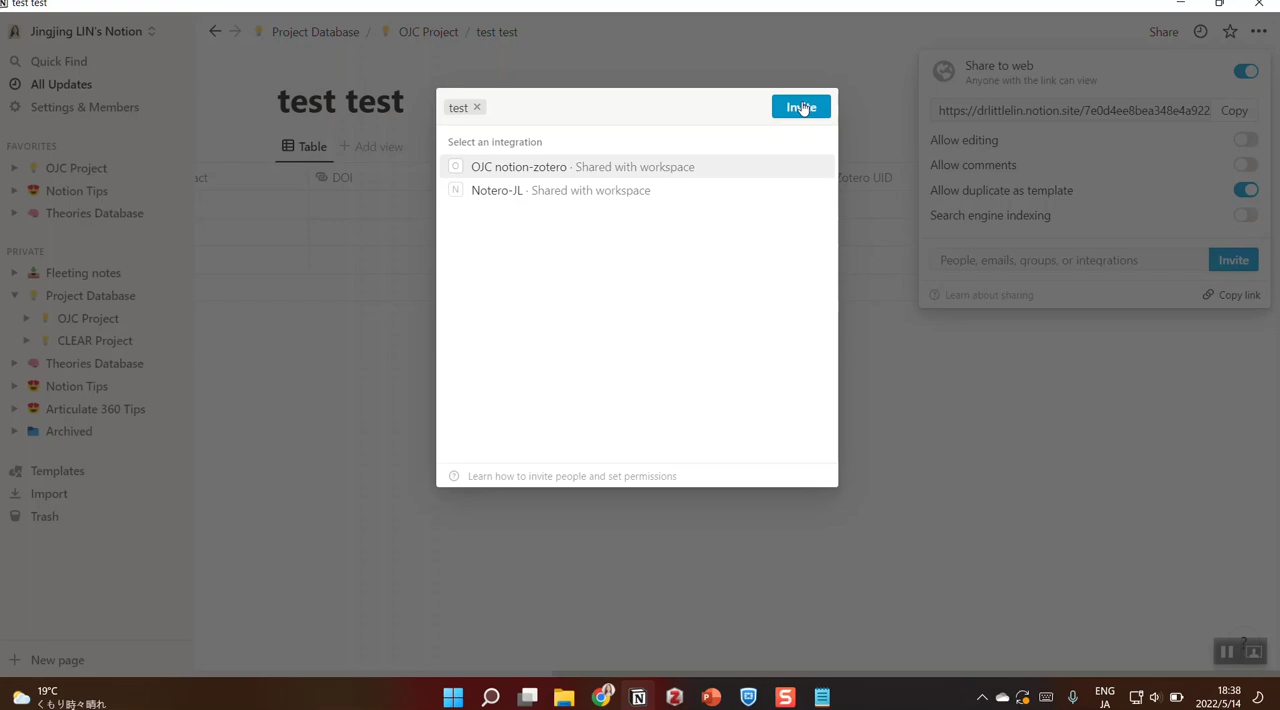 test test
Jingjing LIN's Notion
Project Database / OJC Project / test test
Share
Quick Find
All Updates
Settings & Members
FAVORITES
OJC Project
Notion Tips
Theories Database
PRIVATE
Fleeting notes
Project Database
OJC Project
CLEAR Project
Theories Database
Notion Tips
Articulate 360 Tips
Archived
Templates
Import
Trash
New page
test test
Table
+ Add view
DOI
Zotero UID
test
Invite
Select an integration
O OJC notion-zotero · Shared with workspace
N Notero-JL · Shared with workspace
Learn how to invite people and set permissions
Share to web
Anyone with the link can view
https://drlittlelin.notion.site/7e0d4ee8bea348e4a922 Copy
Allow editing
Allow comments
Allow duplicate as template
Search engine indexing
People, emails, groups, or integrations Invite
Learn about sharing Copy link
19°C
くもり時々晴れ
ENG
JA
18:38
2022/5/14